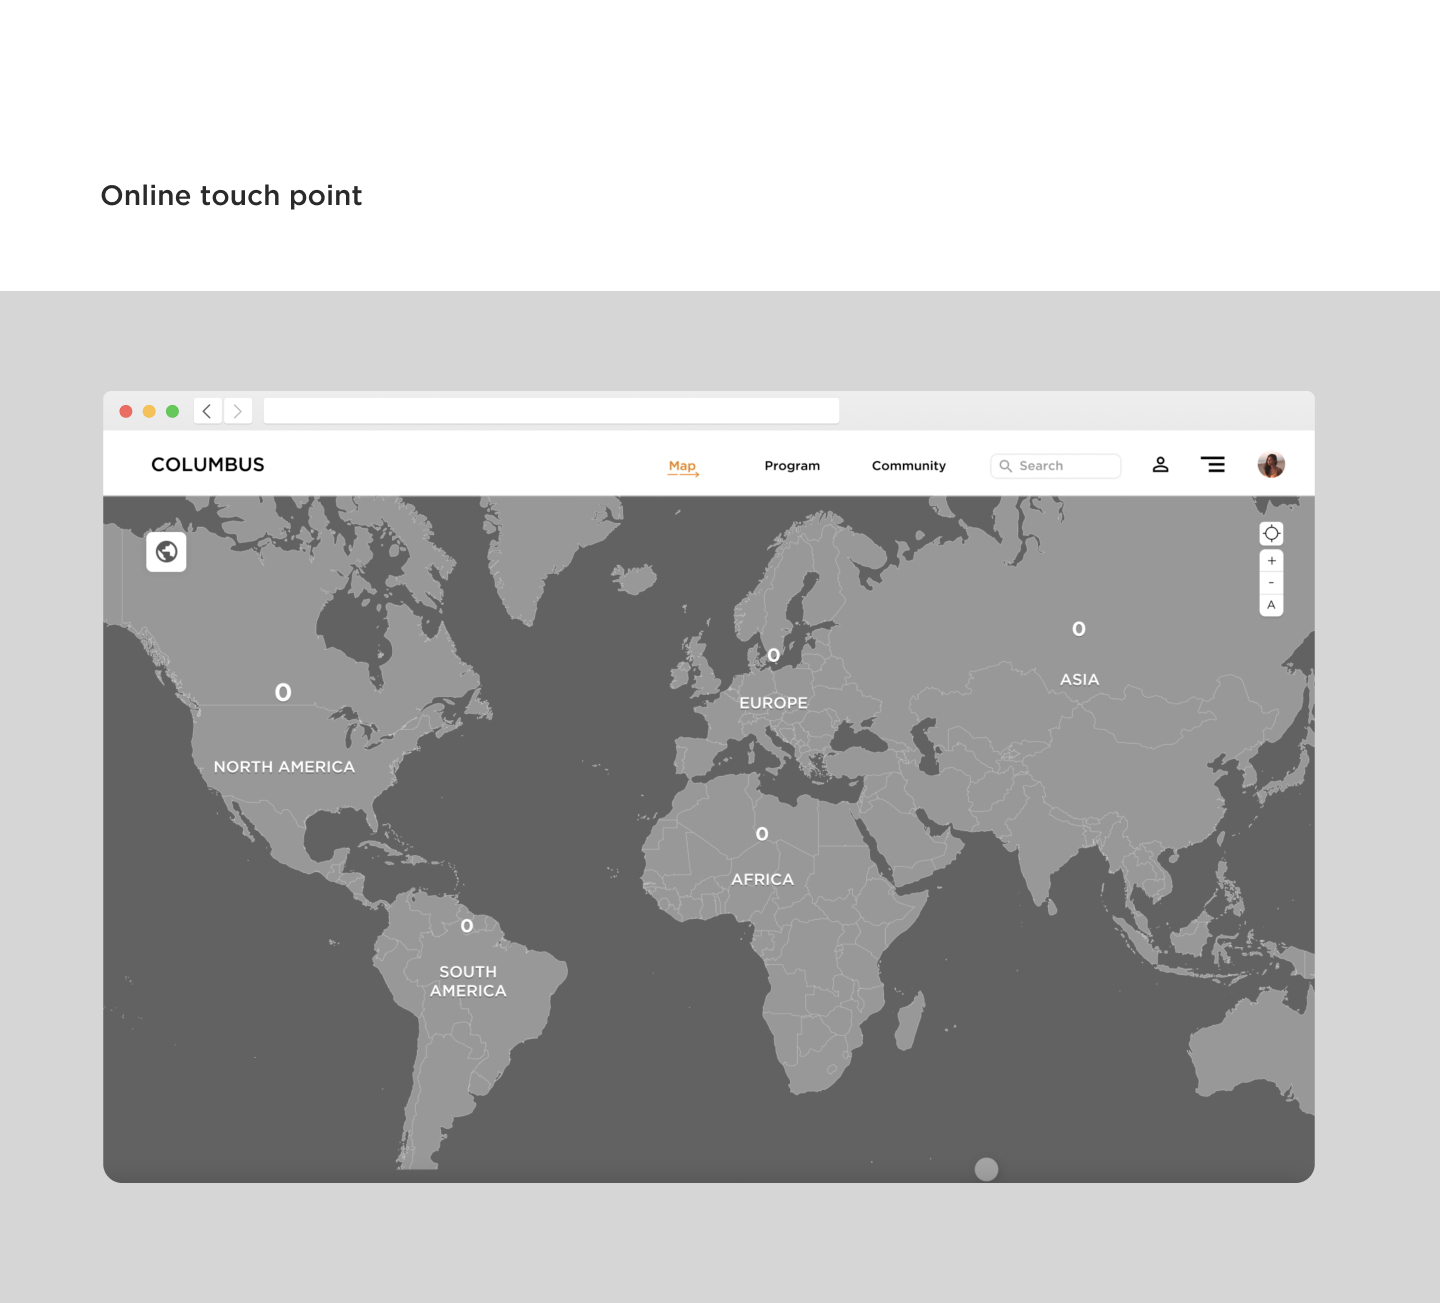 Online touch point
COLUMBUS
Map
Program
Community
Search
+
-
A
0
ASIA
0
EUROPE
0
NORTH AMERICA
0
AFRICA
0
SOUTH
AMERICA